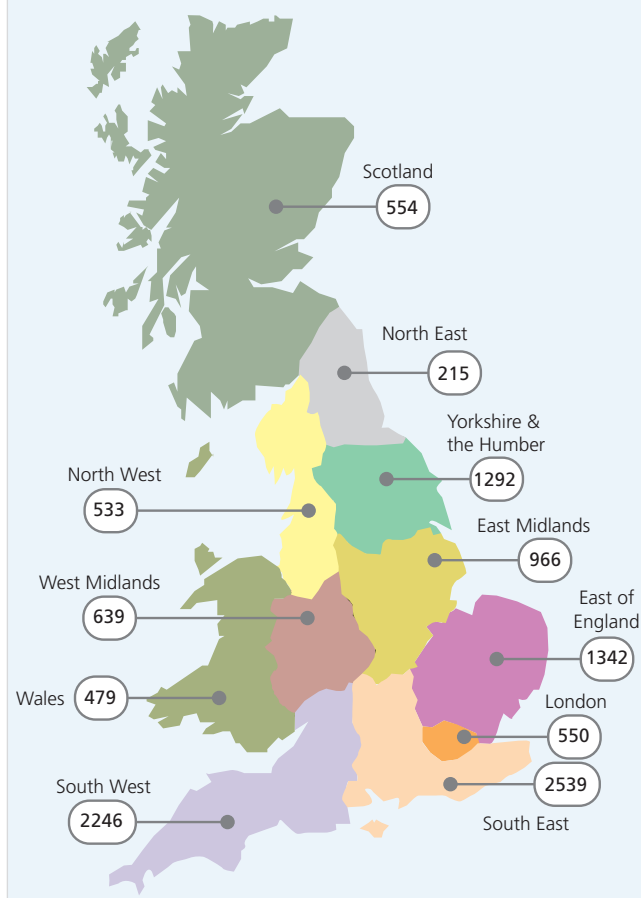 Scotland
554
North East
215
Yorkshire &
the Humber
1292
North West
533
East Midlands
966
West Midlands
639
East of
England
1342
Wales
479
London
550
South West
2246
2539
South East